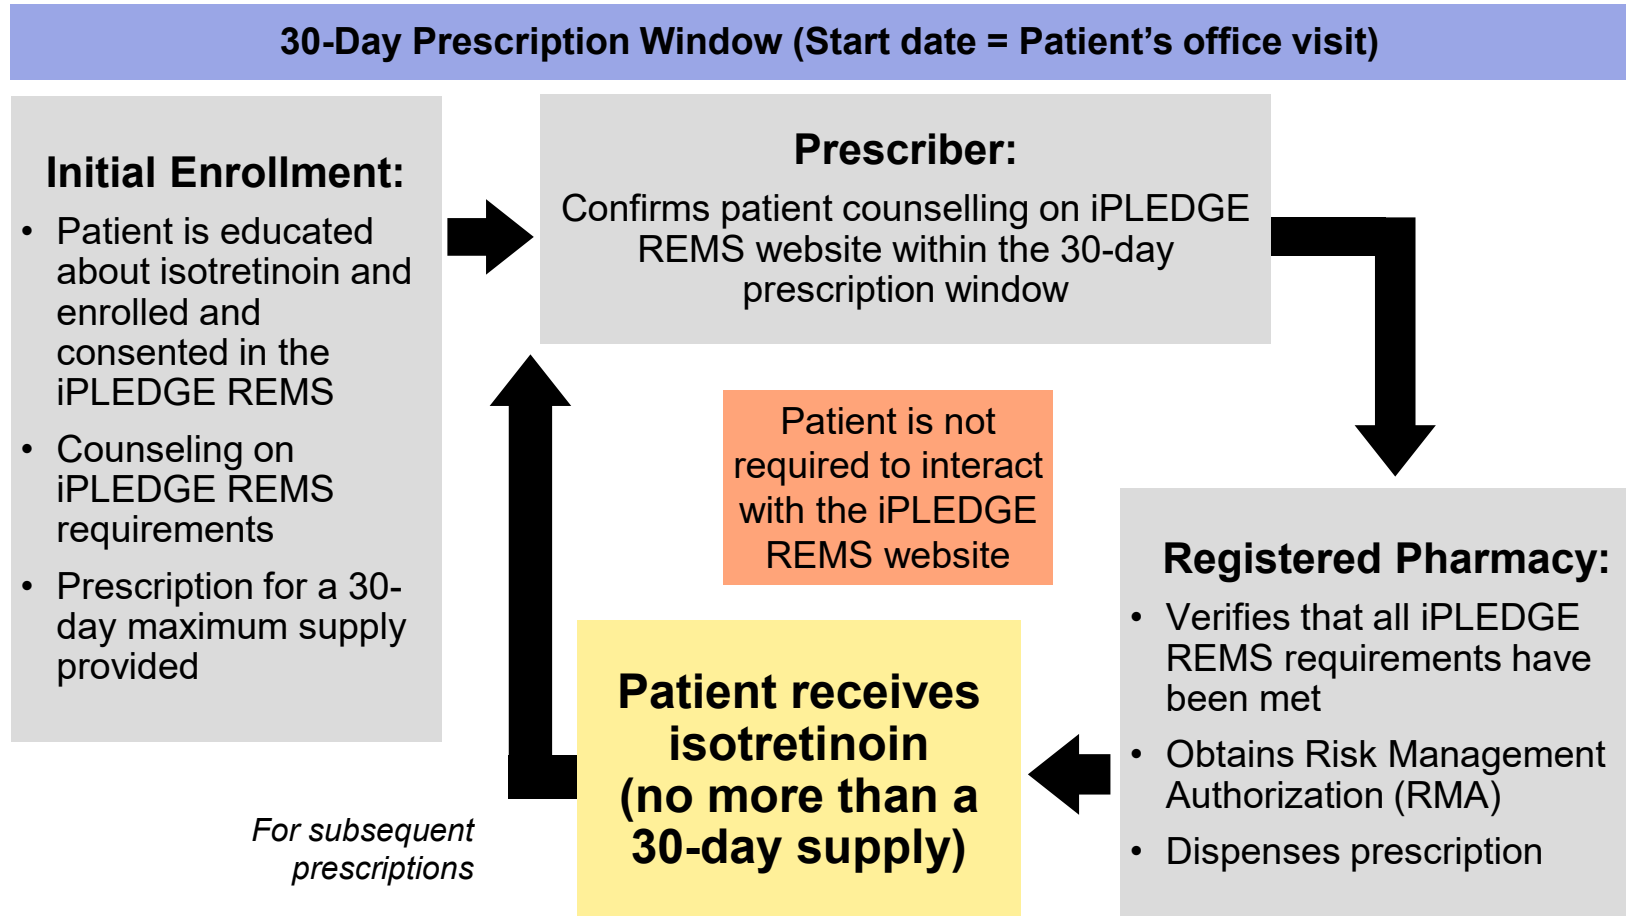 30-Day Prescription Window (Start date = Patient’s office visit)
Initial Enrollment:
• Patient is educated
about isotretinoin and
enrolled and
consented in the
iPLEDGE REMS
• Counseling on
iPLEDGE REMS
requirements
• Prescription for a 30-
day maximum supply
provided
Prescriber:
Confirms patient counselling on iPLEDGE
REMS website within the 30-day
prescription window
Patient is not
required to interact
with the iPLEDGE
REMS website
Registered Pharmacy:
• Verifies that all iPLEDGE
REMS requirements have
been met
• Obtains Risk Management
Authorization (RMA)
• Dispenses prescription
Patient receives
isotretinoin
(no more than a
30-day supply)
For subsequent
prescriptions